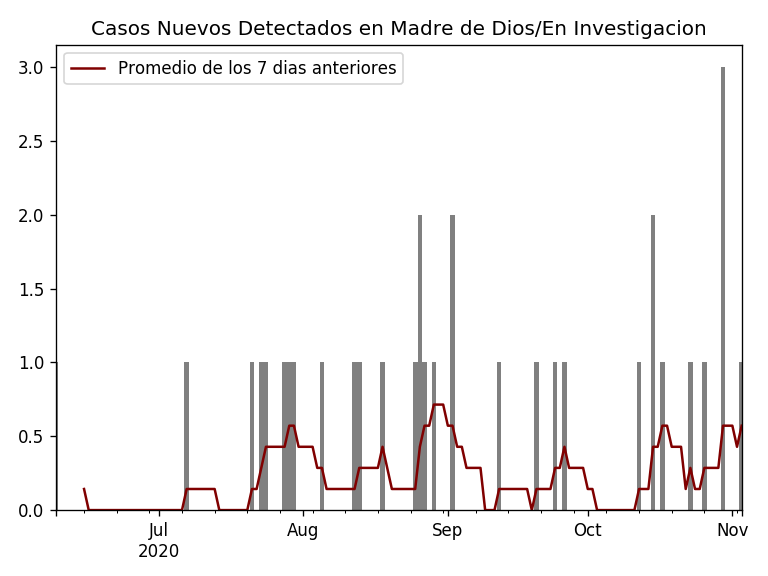 Casos Nuevos Detectados en Madre de Dios/En Investigacion
Promedio de los 7 dias anteriores
3.0
2.5
2.0
1.5
1.0
0.5
0.0
Jul Aug Sep Oct Nov
2020